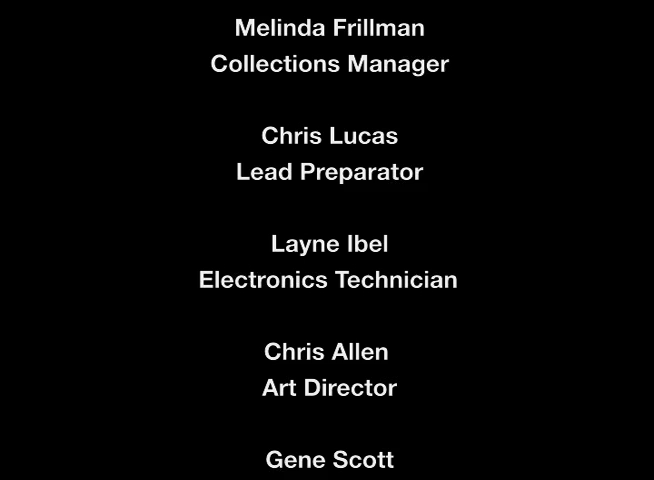 Melinda Frillman
Collections Manager
Chris Lucas
Lead Preparator
Layne Ibel
Electronics Technician
Chris Allen
Art Director
Gene Scott